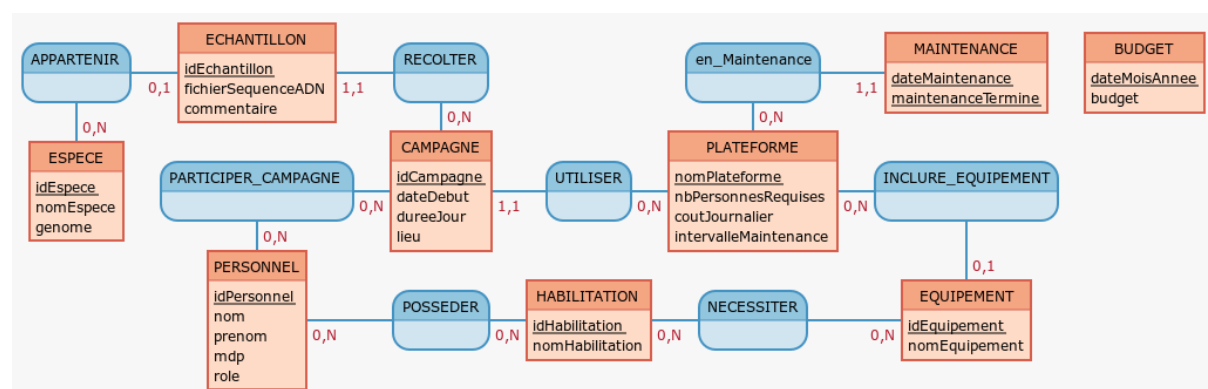 ECHANTILLON
idEchantillon
fichierSequenceADN
commentaire
APPARTENIR
0,1
1,1
RECOLTER
en_Maintenance
1,1
MAINTENANCE
dateMaintenance
maintenanceTermine
BUDGET
dateMoisAnnee
budget
0,N
0,N
0,N
ESPECE
idEspece
nomEspece
genome
PARTICIPER_CAMPAGNE
0,N
CAMPAGNE
idCampagne
dateDebut
dureeJour
lieu
1,1
UTILISER
0,N
PLATEFORME
nomPlateforme
nbPersonnesRequises
coutJournalier
intervalleMaintenance
0,N
INCLURE_EQUIPEMENT
0,N
0,1
PERSONNEL
idPersonnel
nom
prenom
mdp
role
0,N
POSSEDER
0,N
HABILITATION
idHabilitation
nomHabilitation
0,N
NECESSITER
0,N
EQUIPEMENT
idEquipement
nomEquipement